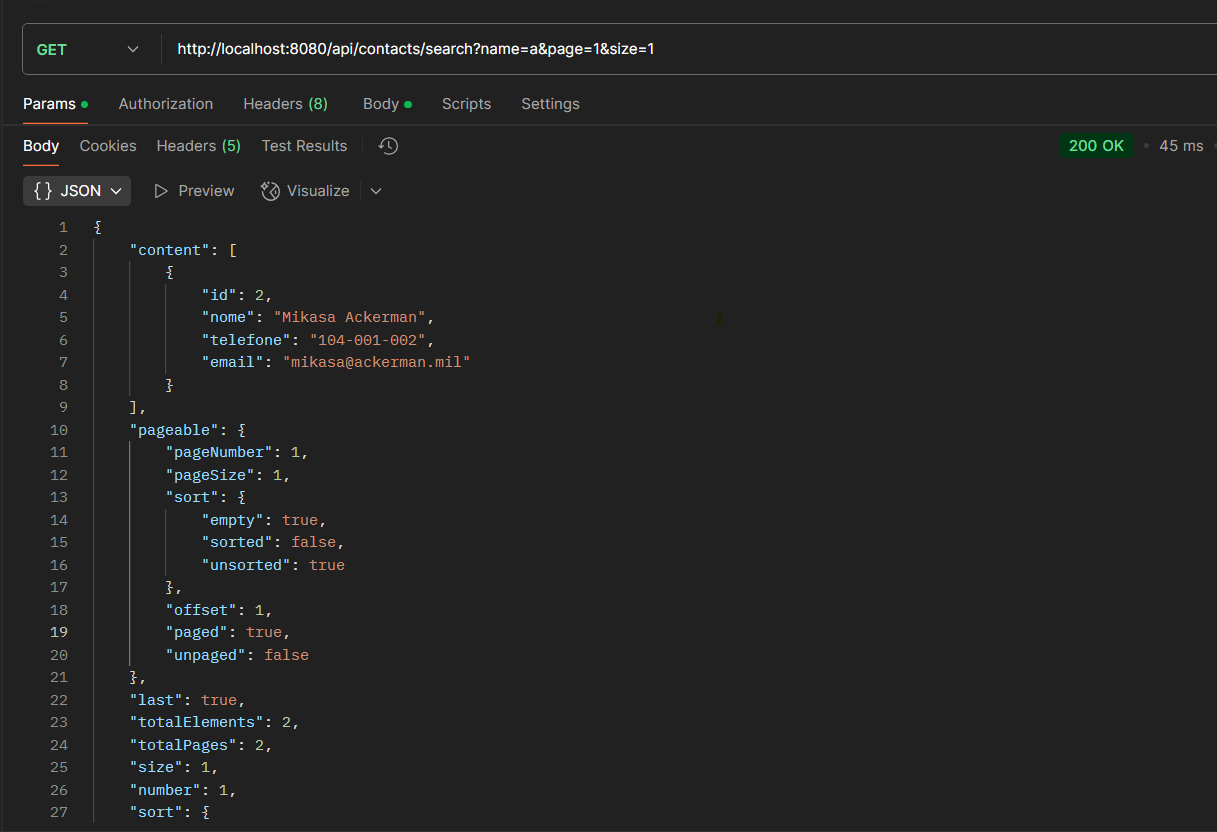 GET http://localhost:8080/api/contacts/search?name=a&page=1&size=1
Params Authorization Headers (8) Body Scripts Settings
Body Cookies Headers (5) Test Results 200 OK 45 ms
{} JSON Preview Visualize
1 {
2 "content": [
3 {
4 "id": 2,
5 "nome": "Mikasa Ackerman",
6 "telefone": "104-001-002",
7 "email": "mikasa@ackerman.mil"
8 }
9 ],
10 "pageable": {
11 "pageNumber": 1,
12 "pageSize": 1,
13 "sort": {
14 "empty": true,
15 "sorted": false,
16 "unsorted": true
17 },
18 "offset": 1,
19 "paged": true,
20 "unpaged": false
21 },
22 "last": true,
23 "totalElements": 2,
24 "totalPages": 2,
25 "size": 1,
26 "number": 1,
27 "sort": {